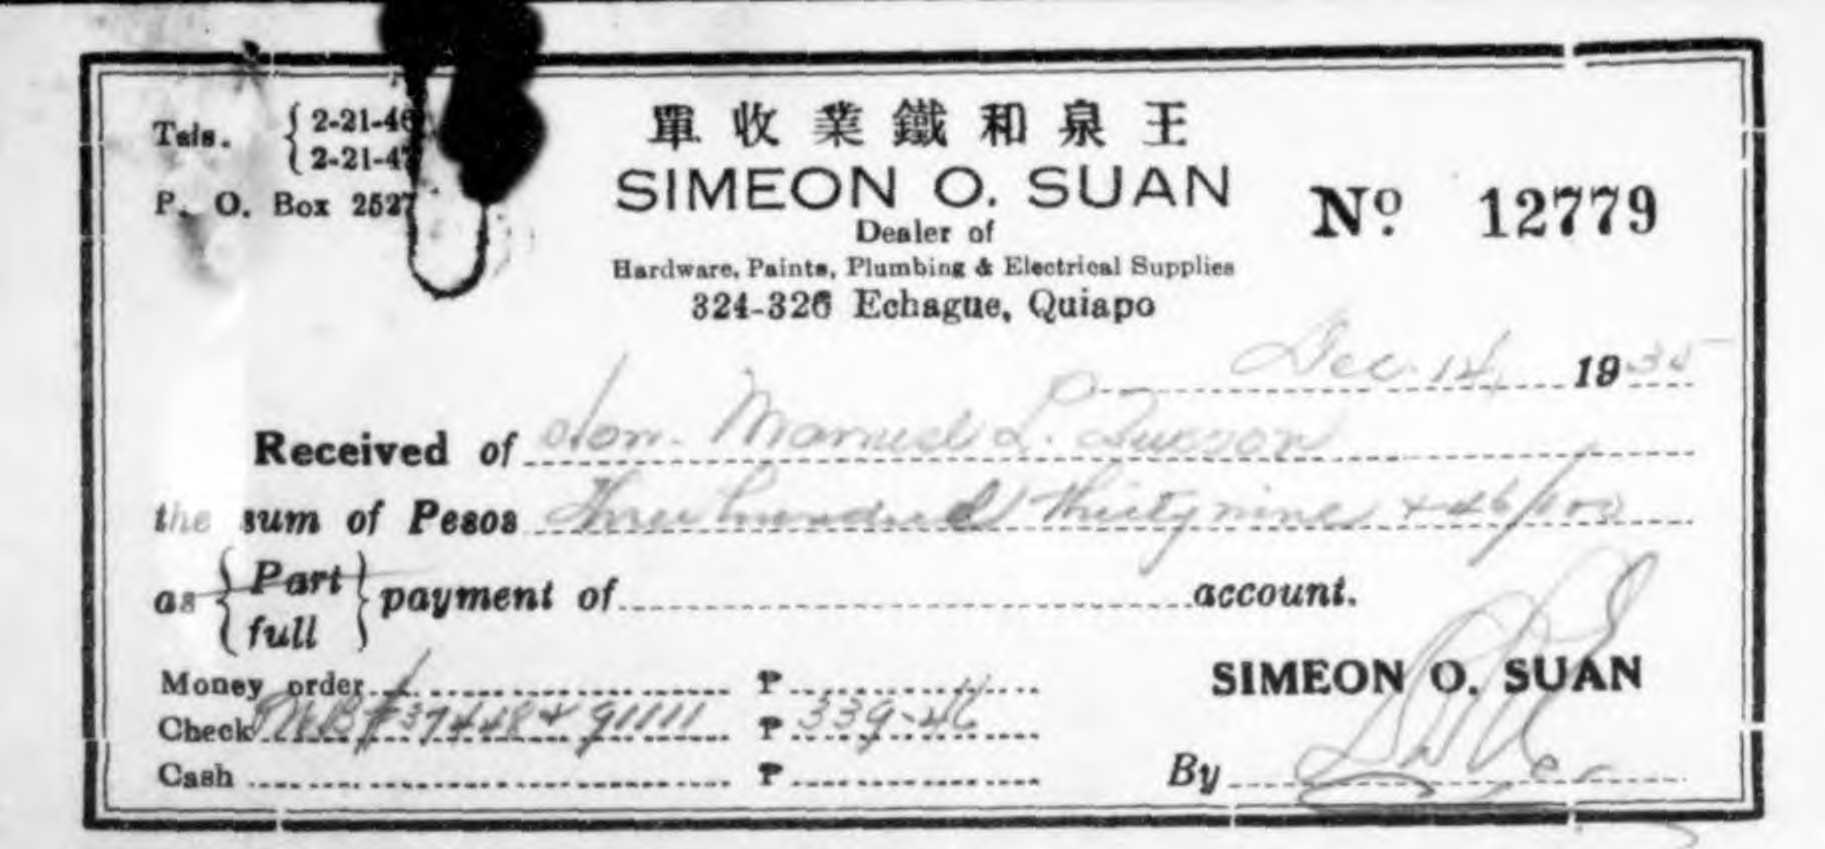 單收業鐵和泉王
Tels. { 2-21-46
{ 2-21-47
P. O. Box 2527
SIMEON O. SUAN
Dealer of
Hardware, Paints, Plumbing & Electrical Supplies
324-326 Echague, Quiapo
Nº 12779
Dec. 14, 1935
Received of Hon. Manuel L. Quezon
the sum of Pesos Three hundred thirty nine + 46/100
as { Part } payment of account.
{ full }
Money order ₱
Check PNB #37448 + 91111 ₱ 339.46
Cash ₱
SIMEON O. SUAN
By